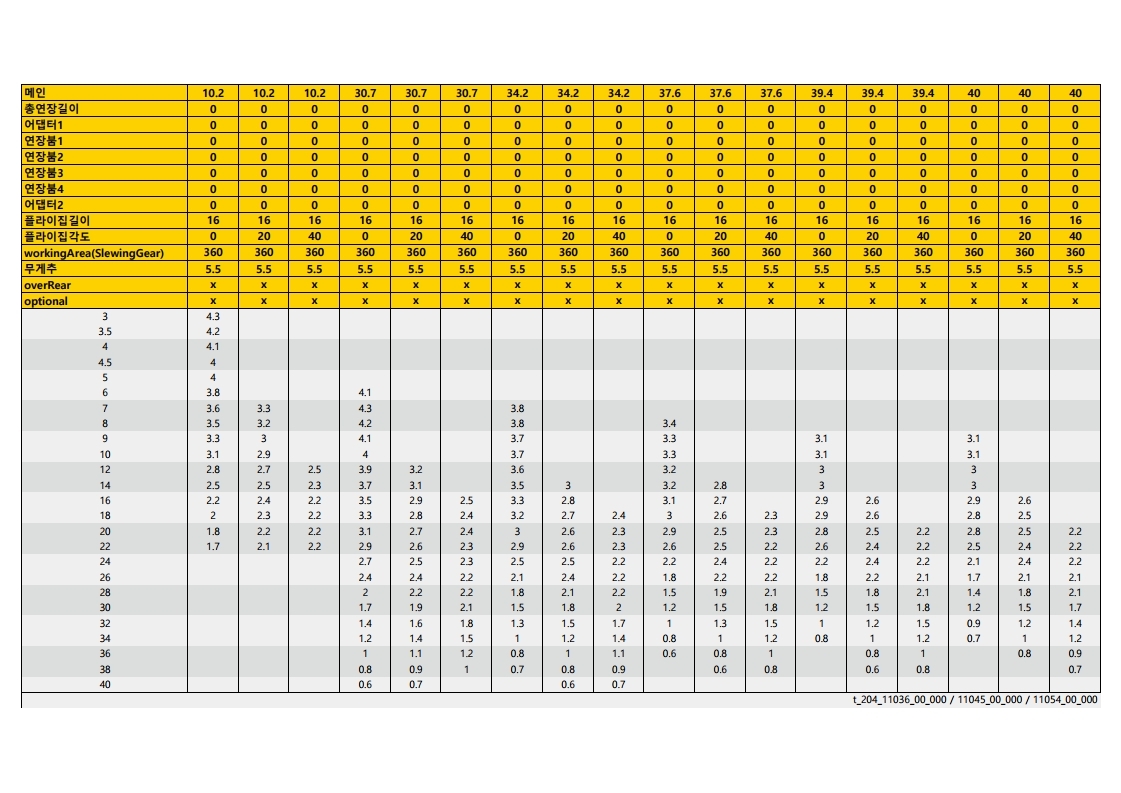 메인 10.2 10.2 10.2 30.7 30.7 30.7 34.2 34.2 34.2 37.6 37.6 37.6 39.4 39.4 39.4 40 40 40
총연장길이 0 0 0 0 0 0 0 0 0 0 0 0 0 0 0 0 0 0
어댑터1 0 0 0 0 0 0 0 0 0 0 0 0 0 0 0 0 0 0
연장붐1 0 0 0 0 0 0 0 0 0 0 0 0 0 0 0 0 0 0
연장붐2 0 0 0 0 0 0 0 0 0 0 0 0 0 0 0 0 0 0
연장붐3 0 0 0 0 0 0 0 0 0 0 0 0 0 0 0 0 0 0
연장붐4 0 0 0 0 0 0 0 0 0 0 0 0 0 0 0 0 0 0
어댑터2 0 0 0 0 0 0 0 0 0 0 0 0 0 0 0 0 0 0
플라이집길이 16 16 16 16 16 16 16 16 16 16 16 16 16 16 16 16 16 16
플라이집각도 0 20 40 0 20 40 0 20 40 0 20 40 0 20 40 0 20 40
workingArea(SlewingGear) 360 360 360 360 360 360 360 360 360 360 360 360 360 360 360 360 360 360
무게추 5.5 5.5 5.5 5.5 5.5 5.5 5.5 5.5 5.5 5.5 5.5 5.5 5.5 5.5 5.5 5.5 5.5 5.5
overRear x x x x x x x x x x x x x x x x x x
optional x x x x x x x x x x x x x x x x x x
3 4.3
3.5 4.2
4 4.1
4.5 4
5 4
6 3.8 4.1
7 3.6 3.3 4.3 3.8
8 3.5 3.2 4.2 3.8 3.4
9 3.3 3 4.1 3.7 3.3 3.1 3.1
10 3.1 2.9 4 3.7 3.3 3.1 3.1
12 2.8 2.7 2.5 3.9 3.2 3.6 3.2 3 3
14 2.5 2.5 2.3 3.7 3.1 3.5 3 3.2 2.8 3 3
16 2.2 2.4 2.2 3.5 2.9 2.5 3.3 2.8 3.1 2.7 2.9 2.6 2.9 2.6
18 2 2.3 2.2 3.3 2.8 2.4 3.2 2.7 2.4 3 2.6 2.3 2.9 2.6 2.8 2.5
20 1.8 2.2 2.2 3.1 2.7 2.4 3 2.6 2.3 2.9 2.5 2.3 2.8 2.5 2.2 2.8 2.5 2.2
22 1.7 2.1 2.2 2.9 2.6 2.3 2.9 2.6 2.3 2.6 2.5 2.2 2.6 2.4 2.2 2.5 2.4 2.2
24 2.7 2.5 2.3 2.5 2.5 2.2 2.2 2.4 2.2 2.2 2.4 2.2 2.1 2.4 2.2
26 2.4 2.4 2.2 2.1 2.4 2.2 1.8 2.2 2.2 1.8 2.2 2.1 1.7 2.1 2.1
28 2 2.2 2.2 1.8 2.1 2.2 1.5 1.9 2.1 1.5 1.8 2.1 1.4 1.8 2.1
30 1.7 1.9 2.1 1.5 1.8 2 1.2 1.5 1.8 1.2 1.5 1.8 1.2 1.5 1.7
32 1.4 1.6 1.8 1.3 1.5 1.7 1 1.3 1.5 1 1.2 1.5 0.9 1.2 1.4
34 1.2 1.4 1.5 1 1.2 1.4 0.8 1 1.2 0.8 1 1.2 0.7 1 1.2
36 1 1.1 1.2 0.8 1 1.1 0.6 0.8 1 0.8 1 0.8 0.9
38 0.8 0.9 1 0.7 0.8 0.9 0.6 0.8 0.6 0.8 0.7
40 0.6 0.7 0.6 0.7
t_204_11036_00_000 / 11045_00_000 / 11054_00_000